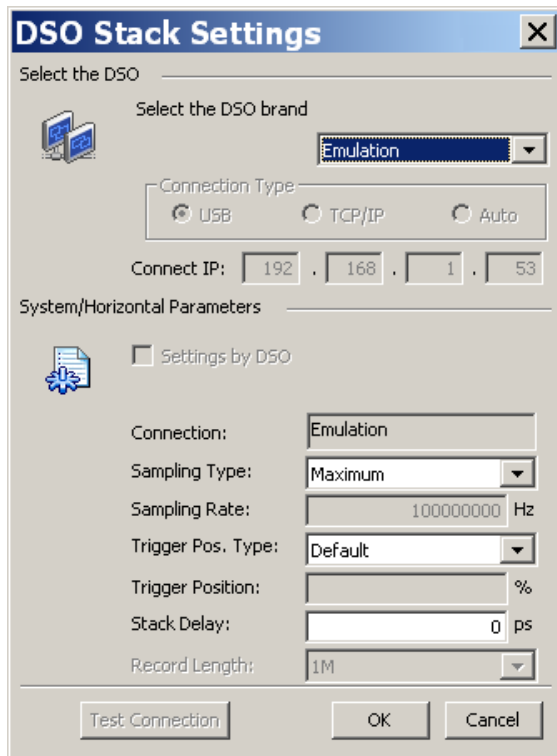 DSO Stack Settings
Select the DSO
Select the DSO brand
Emulation
Connection Type
USB TCP/IP Auto
Connect IP: 192 . 168 . 1 . 53
System/Horizontal Parameters
Settings by DSO
Connection: Emulation
Sampling Type: Maximum
Sampling Rate: 100000000 Hz
Trigger Pos. Type: Default
Trigger Position: %
Stack Delay: 0 ps
Record Length: 1M
Test Connection OK Cancel